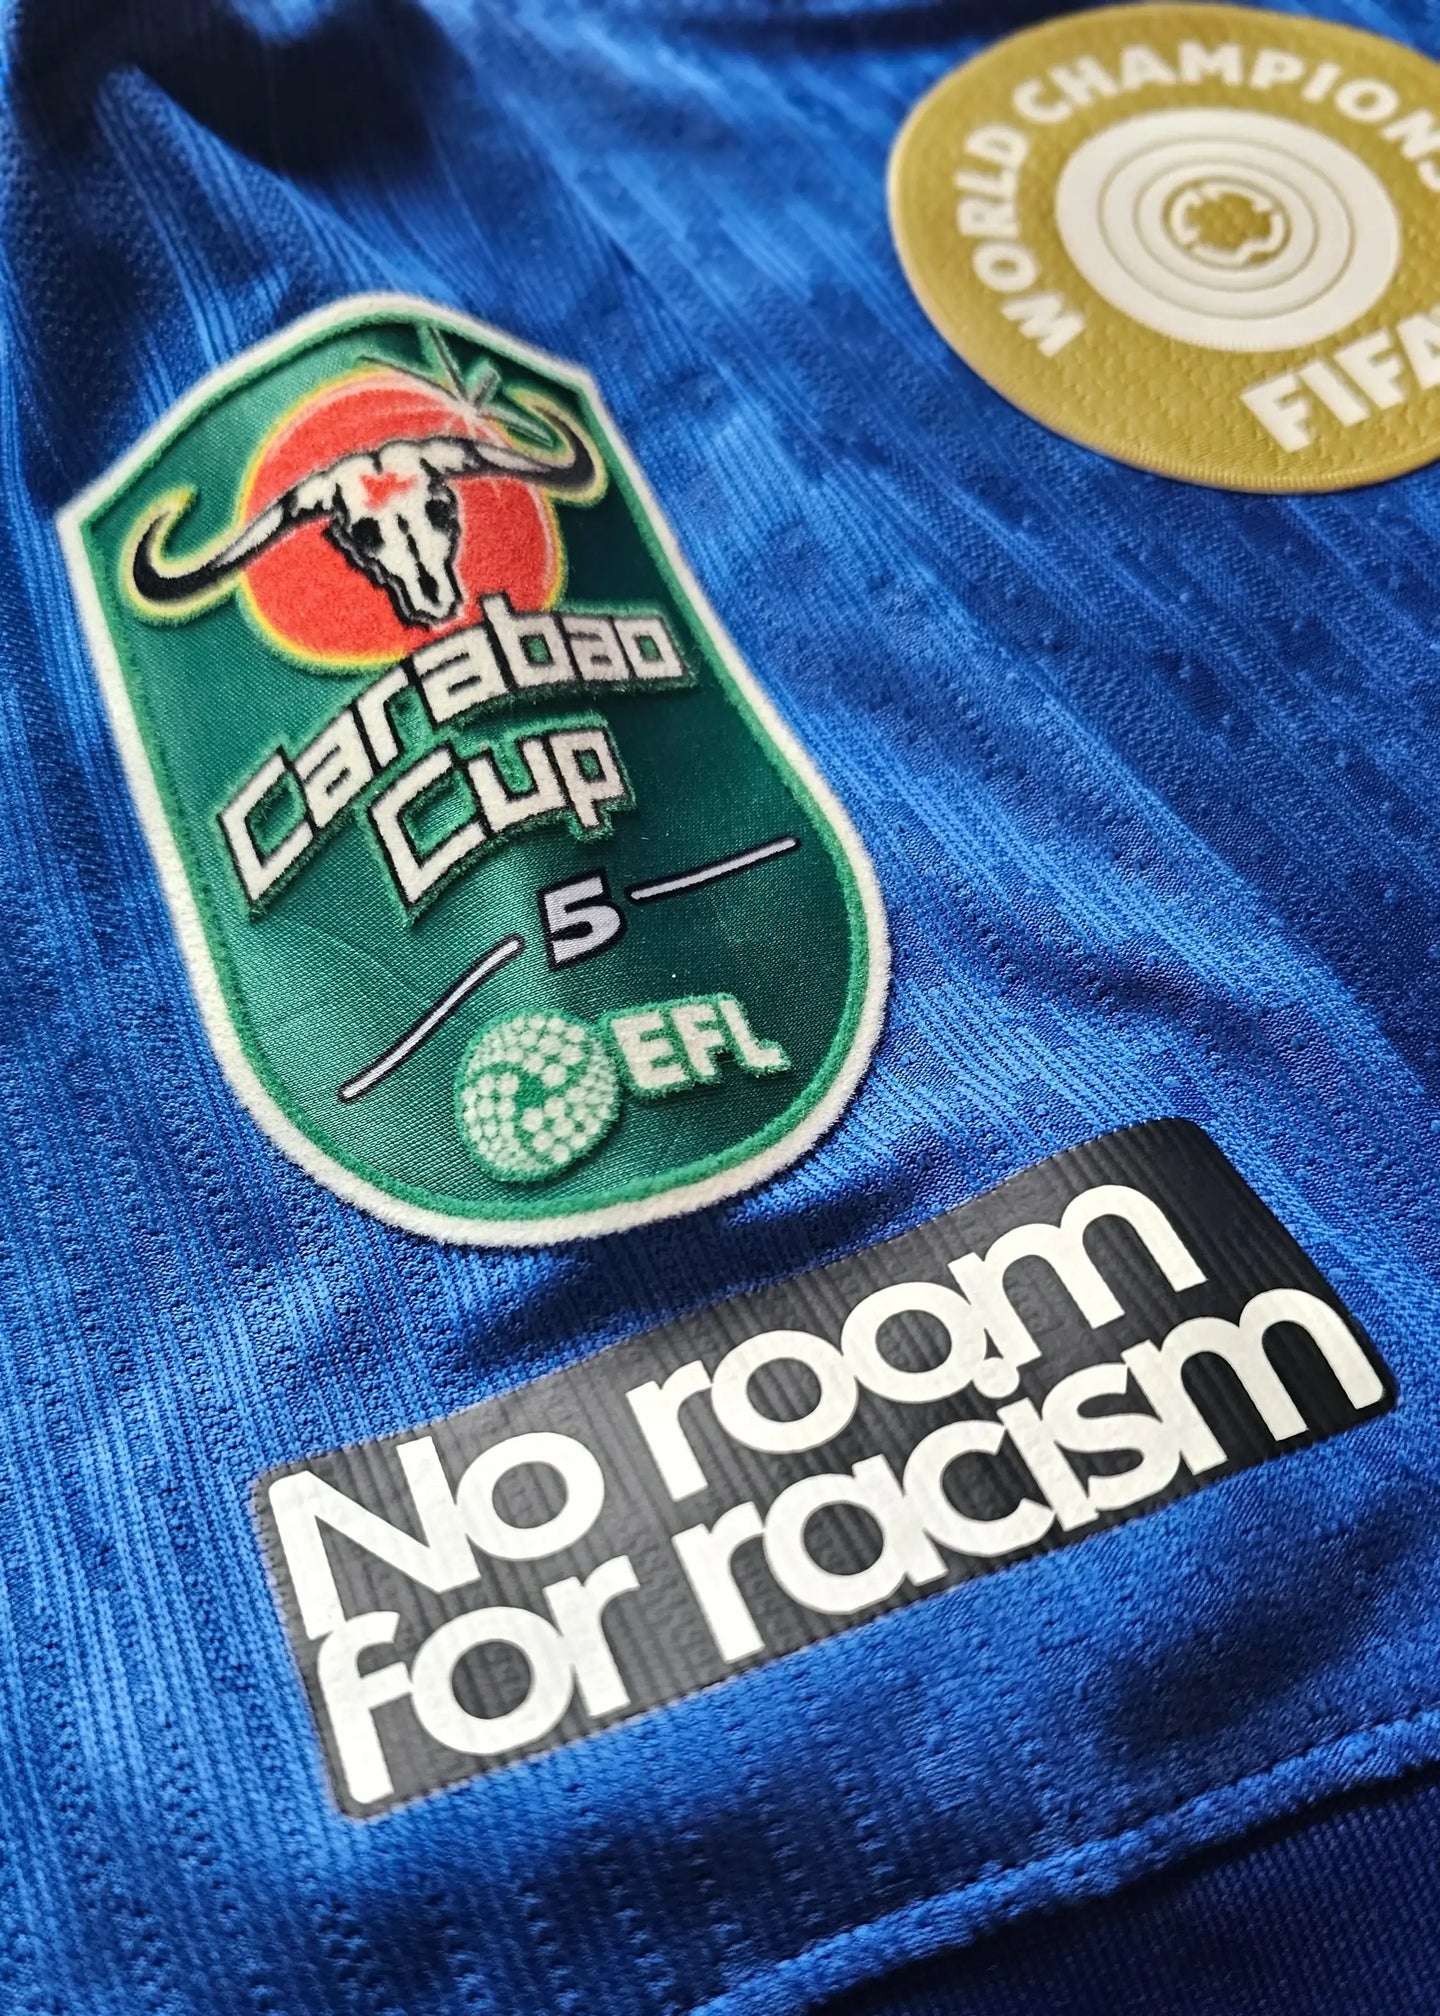 WORLD CHAMPIONS
FIFA
Carabao
Cup
5
EFL
No room
for racism